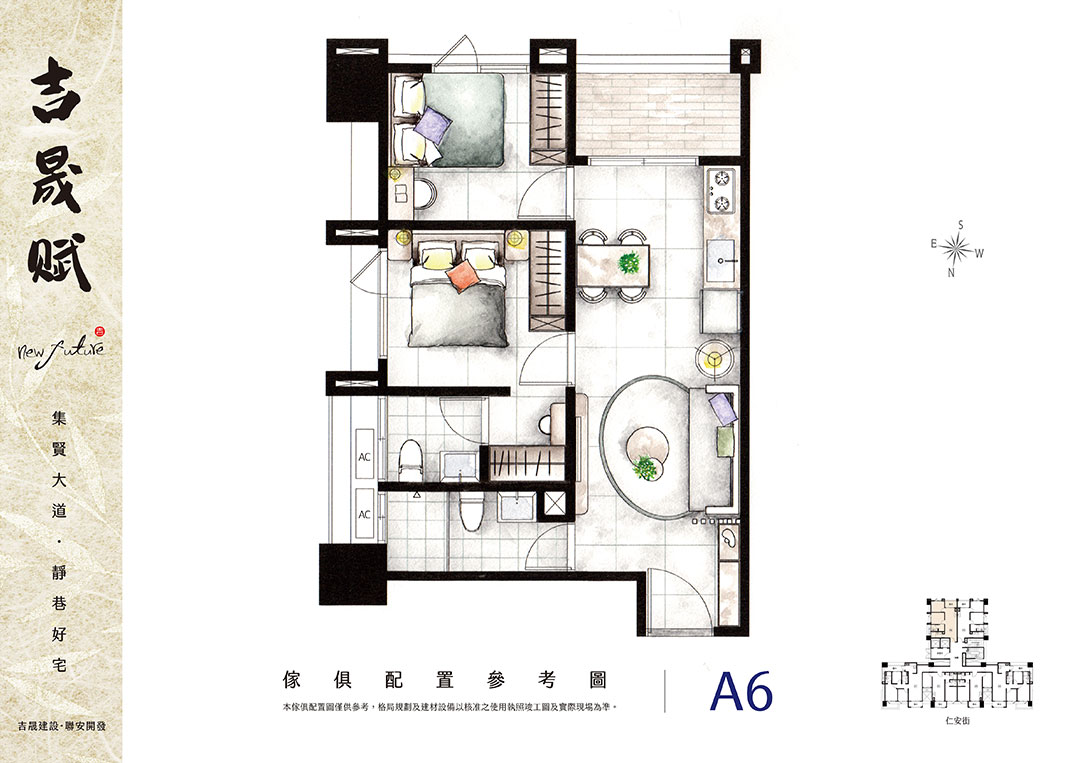 吉晟賦
吉
new future
集賢大道・靜巷好宅
吉晟建設・聯安開發
AC
AC
S
E
W
N
傢俱配置參考圖
本傢俱配置圖僅供參考，格局規劃及建材設備以核准之使用執照竣工圖及實際現場為準。
A6
仁安街